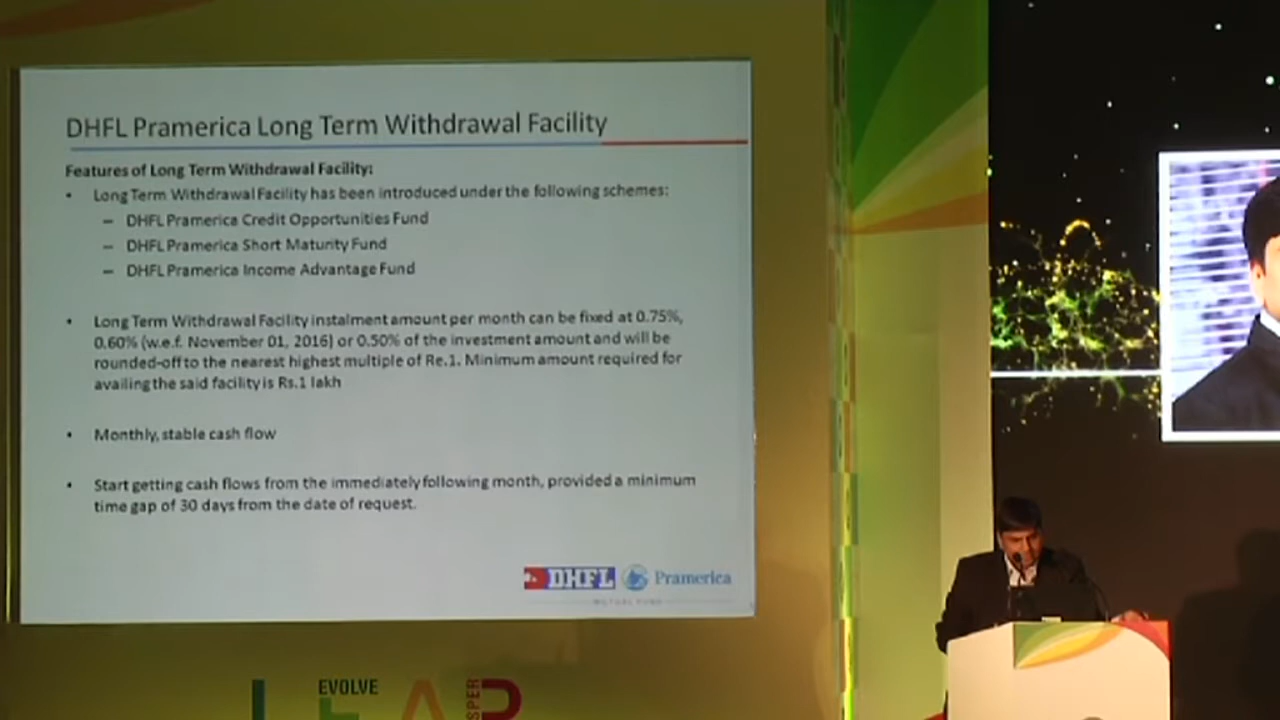 DHFL Pramerica Long Term Withdrawal Facility
Features of Long Term Withdrawal Facility:
• Long Term Withdrawal Facility has been introduced under the following schemes:
– DHFL Pramerica Credit Opportunities Fund
– DHFL Pramerica Short Maturity Fund
– DHFL Pramerica Income Advantage Fund
• Long Term Withdrawal Facility instalment amount per month can be fixed at 0.75%,
0.60% (w.e.f. November 01, 2016) or 0.50% of the investment amount and will be
rounded-off to the nearest highest multiple of Re.1. Minimum amount required for
availing the said facility is Rs.1 lakh
• Monthly, stable cash flow
• Start getting cash flows from the immediately following month, provided a minimum
time gap of 30 days from the date of request.
DHFL Pramerica
MUTUAL FUND
EVOLVE
LEAP
SPER